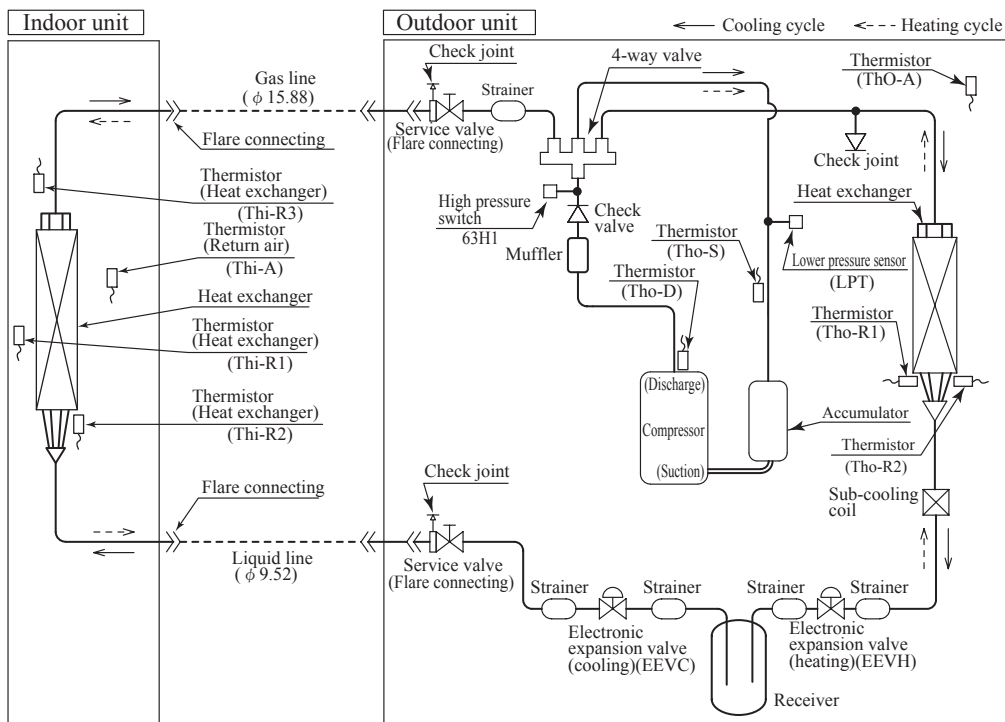 Indoor unit
Outdoor unit
Cooling cycle
Heating cycle
Check joint
4-way valve
Thermistor
(ThO-A)
Gas line
(ϕ 15.88)
Strainer
Service valve
(Flare connecting)
Flare connecting
Check joint
Thermistor
(Heat exchanger)
(Thi-R3)
High pressure
switch
63H1
Check
valve
Heat exchanger
Thermistor
(Return air)
(Thi-A)
Muffler
Thermistor
(Tho-S)
Lower pressure sensor
(LPT)
Thermistor
(Tho-D)
Heat exchanger
Thermistor
(Tho-R1)
Thermistor
(Heat exchanger)
(Thi-R1)
(Discharge)
Compressor
(Suction)
Accumulator
Thermistor
(Heat exchanger)
(Thi-R2)
Thermistor
(Tho-R2)
Flare connecting
Check joint
Sub-cooling
coil
Liquid line
(ϕ 9.52)
Service valve
(Flare connecting)
Strainer
Strainer
Strainer
Strainer
Electronic
expansion valve
(cooling)(EEVC)
Electronic
expansion valve
(heating)(EEVH)
Receiver